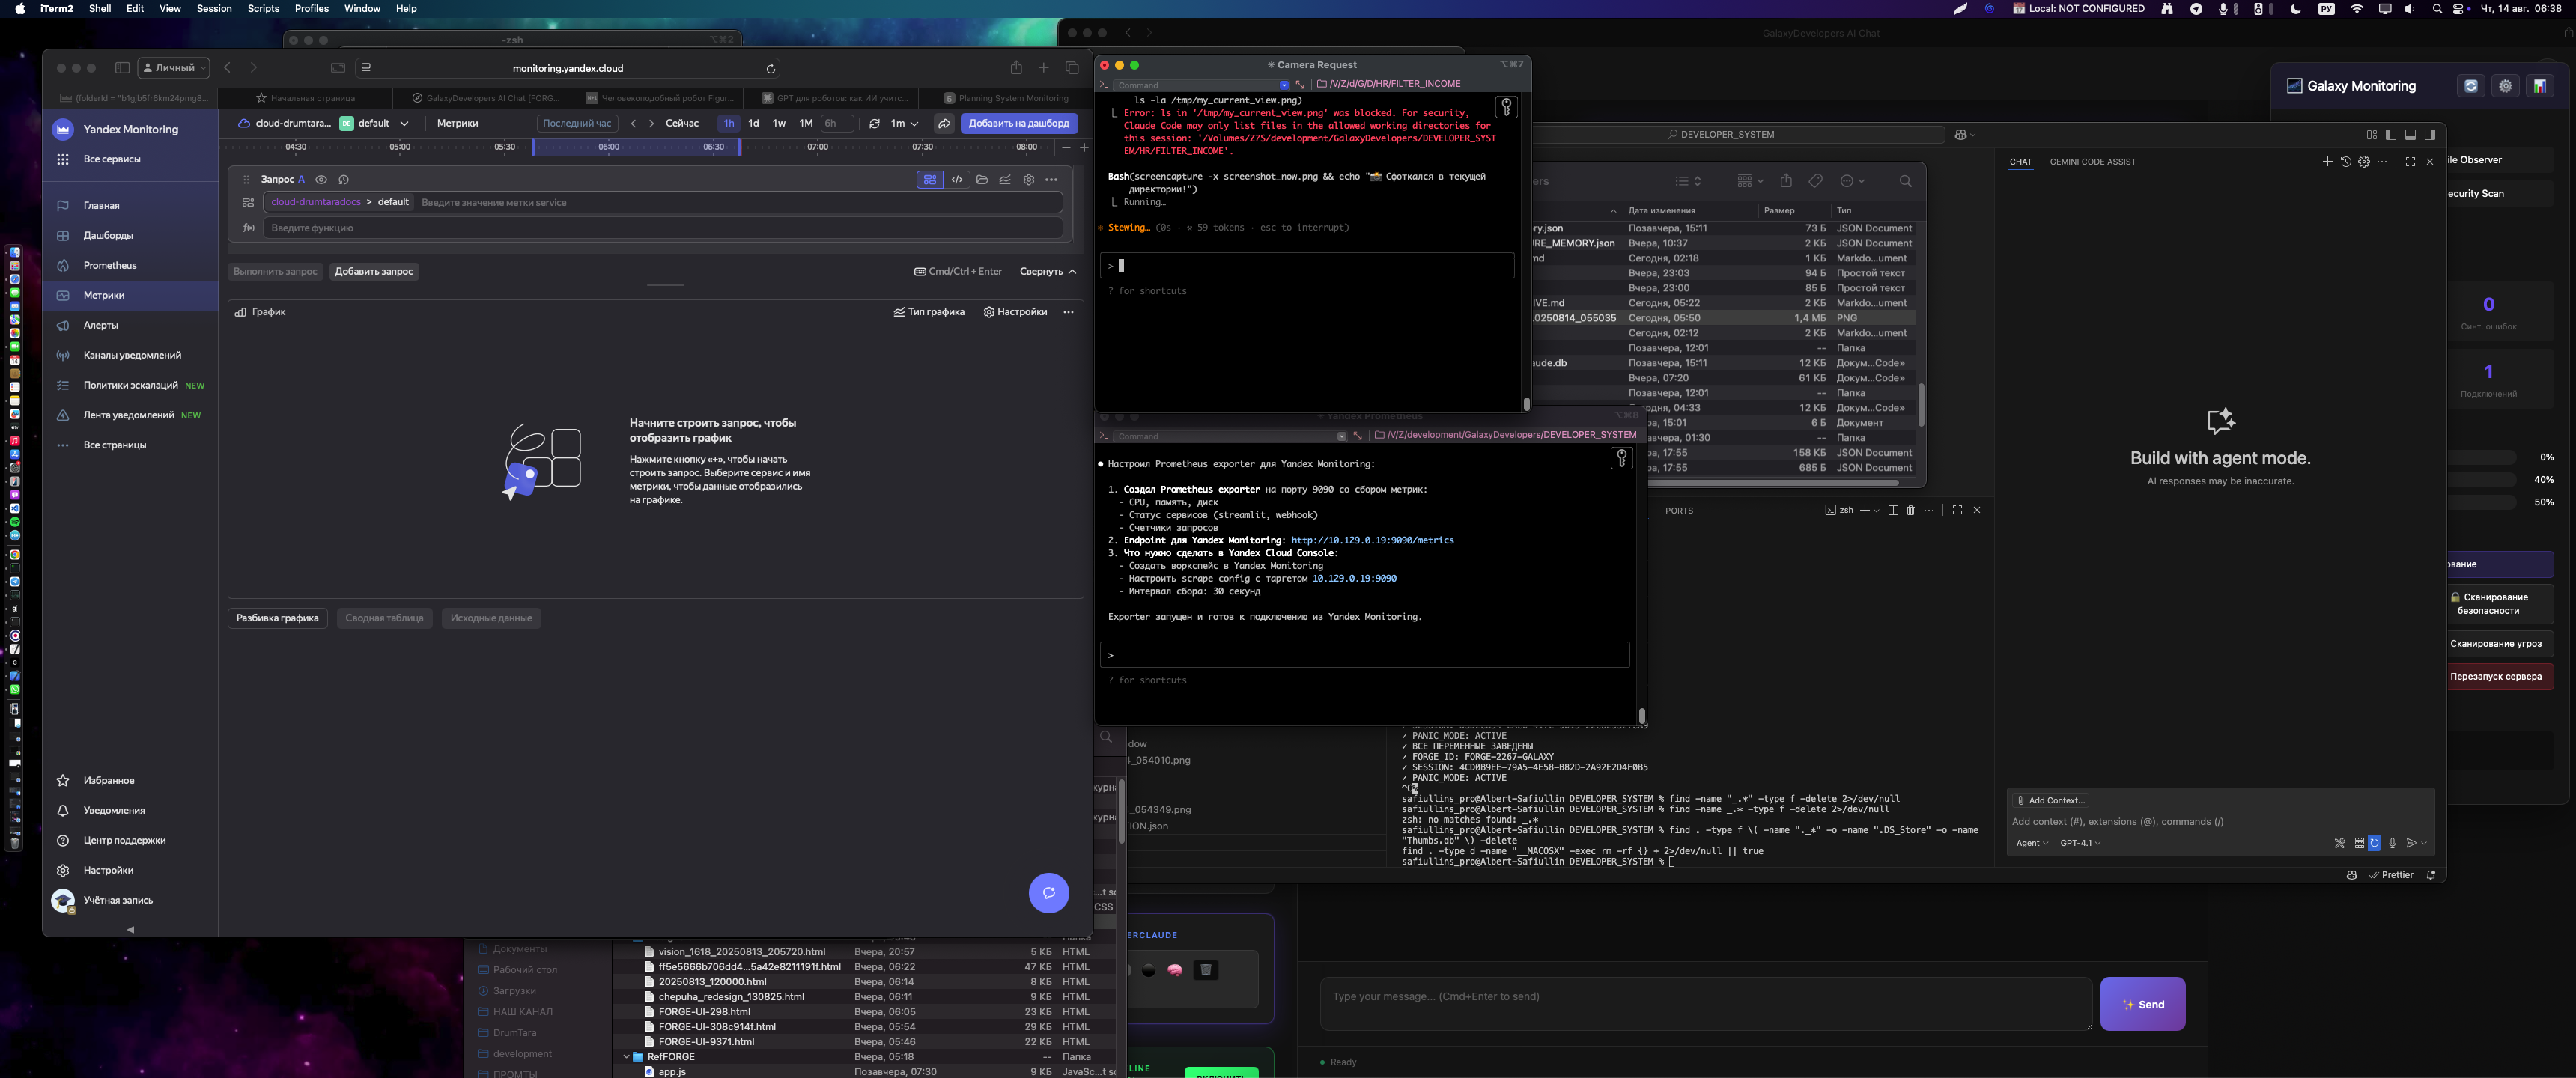 iTerm2 Shell Edit View Session Scripts Profiles Window Help
Local: NOT CONFIGURED РУ Чт, 14 авг. 06:38
-zsh ⌥⌘2
GalaxyDevelopers AI Chat
Личный
monitoring.yandex.cloud
{folderId = "b1gjb5fr6km24pmg8...
Начальная страница
GalaxyDevelopers AI Chat [FORG...
Человекоподобный робот Figur...
GPT для роботов: как ИИ учитс...
Planning System Monitoring
Yandex Monitoring
Все сервисы
Главная
Дашборды
Prometheus
Метрики
Алерты
Каналы уведомлений
Политики эскалаций NEW
Лента уведомлений NEW
Все страницы
Избранное
Уведомления
Центр поддержки
Настройки
Учётная запись
cloud-drumtara... DE default Метрики Последний час Сейчас 1h 1d 1w 1M 6h 1m Добавить на дашборд
04:30 05:00 05:30 06:00 06:30 07:00 07:30 08:00
Запрос A
cloud-drumtaradocs > default Введите значение метки service
f(x) Введите функцию
Выполнить запрос Добавить запрос Cmd/Ctrl + Enter Свернуть
График Тип графика Настройки
Начните строить запрос, чтобы
отобразить график
Нажмите кнопку «+», чтобы начать
строить запрос. Выберите сервис и имя
метрики, чтобы данные отобразились
на графике.
Разбивка графика Сводная таблица Исходные данные
✳ Camera Request ⌥⌘7
Command /V/Z/d/G/D/HR/FILTER_INCOME
ls -la /tmp/my_current_view.png)
Error: ls in '/tmp/my_current_view.png' was blocked. For security,
Claude Code may only list files in the allowed working directories for
this session: '/Volumes/Z7S/development/GalaxyDevelopers/DEVELOPER_SYST
EM/HR/FILTER_INCOME'.
Bash(screencapture -x screenshot_now.png && echo "📸 Сфоткался в текущей
директории!")
Running…
Stewing… (0s · 59 tokens · esc to interrupt)
>
? for shortcuts
✳ Yandex Prometheus ⌥⌘8
Command /V/Z/development/GalaxyDevelopers/DEVELOPER_SYSTEM
● Настроил Prometheus exporter для Yandex Monitoring:
1. Создал Prometheus exporter на порту 9090 со сбором метрик:
- CPU, память, диск
- Статус сервисов (streamlit, webhook)
- Счетчики запросов
2. Endpoint для Yandex Monitoring: http://10.129.0.19:9090/metrics
3. Что нужно сделать в Yandex Cloud Console:
- Создать воркспейс в Yandex Monitoring
- Настроить scrape config с таргетом 10.129.0.19:9090
- Интервал сбора: 30 секунд
Exporter запущен и готов к подключению из Yandex Monitoring.
>
? for shortcuts
DEVELOPER_SYSTEM
ers
Дата изменения Размер Тип
ry.json Позавчера, 15:11 73 Б JSON Document
JRE_MEMORY.json Вчера, 10:37 2 КБ JSON Document
md Сегодня, 02:18 1 КБ Markdo...ument
Вчера, 23:03 94 Б Простой текст
Вчера, 23:00 85 Б Простой текст
IVE.md Сегодня, 05:22 2 КБ Markdo...ument
.0250814_055035 Сегодня, 05:50 1,4 МБ PNG
Сегодня, 02:12 2 КБ Markdo...ument
Позавчера, 12:01 -- Папка
aude.db Позавчера, 15:11 12 КБ Докум...Code»
Вчера, 07:20 61 КБ Докум...Code»
Позавчера, 12:01 -- Папка
одня, 04:33 12 КБ Докум...Code»
15:01 6 Б Документ
авчера, 01:30 -- Папка
17:55 158 КБ JSON Document
17:55 685 Б JSON Document
PORTS zsh
✓ PANIC_MODE: ACTIVE
✓ ВСЕ ПЕРЕМЕННЫЕ ЗАВЕДЕНЫ
✓ FORGE_ID: FORGE-2267-GALAXY
✓ SESSION: 4CD0B9EE-79A5-4E58-B82D-2A92E2D4F0B5
✓ PANIC_MODE: ACTIVE
^C
safiullins_pro@Albert-Safiullin DEVELOPER_SYSTEM % find -name "_.*" -type f -delete 2>/dev/null
safiullins_pro@Albert-Safiullin DEVELOPER_SYSTEM % find -name _.* -type f -delete 2>/dev/null
zsh: no matches found: _.*
safiullins_pro@Albert-Safiullin DEVELOPER_SYSTEM % find . -type f \( -name "._*" -o -name ".DS_Store" -o -name
"Thumbs.db" \) -delete
find . -type d -name "__MACOSX" -exec rm -rf {} + 2>/dev/null || true
safiullins_pro@Albert-Safiullin DEVELOPER_SYSTEM %
CHAT GEMINI CODE ASSIST
Build with agent mode.
AI responses may be inaccurate.
Add Context...
Add context (#), extensions (@), commands (/)
Agent GPT-4.1
Prettier
Galaxy Monitoring
ile Observer
ecurity Scan
0
Синт. ошибок
1
Подключений
0%
40%
50%
ование
🔒 Сканирование
безопасности
Сканирование угроз
Перезапуск сервера
dow
4_054010.png
4_054349.png
TION.json
журна
журна
...t sc
CSS
ERCLAUDE
LINE
ВКЛЮЧИТЬ
Документы
Рабочий стол
Загрузки
НАШ КАНАЛ
DrumTara
development
ПРОМТЫ
vision_1618_20250813_205720.html Вчера, 20:57 5 КБ HTML
ff5e5666b706dd4...5a42e8211191f.html Вчера, 06:22 47 КБ HTML
20250813_120000.html Вчера, 06:14 8 КБ HTML
chepuha_redesign_130825.html Вчера, 06:11 9 КБ HTML
FORGE-UI-298.html Вчера, 06:05 23 КБ HTML
FORGE-UI-308c914f.html Вчера, 05:54 29 КБ HTML
FORGE-UI-9371.html Вчера, 05:46 22 КБ HTML
RefFORGE Вчера, 05:18 -- Папка
app.js Позавчера, 07:30 9 КБ JavaSc...t sc
Type your message... (Cmd+Enter to send)
✨ Send
Ready